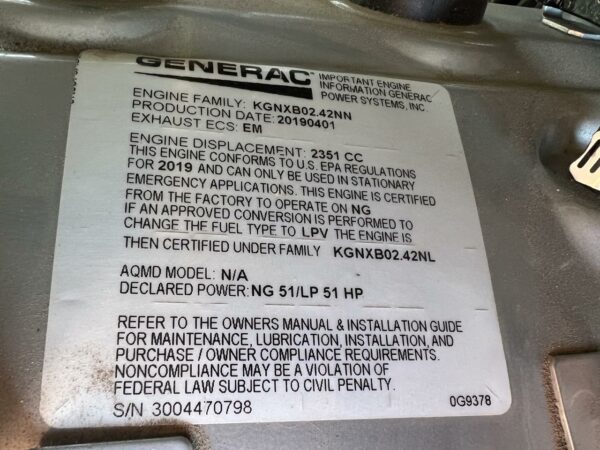 GENERAC
IMPORTANT ENGINE
INFORMATION GENERAC
POWER SYSTEMS, INC.
ENGINE FAMILY: KGNXB02.42NN
PRODUCTION DATE: 20190401
EXHAUST ECS: EM
ENGINE DISPLACEMENT: 2351 CC
THIS ENGINE CONFORMS TO U.S. EPA REGULATIONS
FOR 2019 AND CAN ONLY BE USED IN STATIONARY
EMERGENCY APPLICATIONS. THIS ENGINE IS CERTIFIED
FROM THE FACTORY TO OPERATE ON NG
IF AN APPROVED CONVERSION IS PERFORMED TO
CHANGE THE FUEL TYPE TO LPV THE ENGINE IS
THEN CERTIFIED UNDER FAMILY KGNXB02.42NL
AQMD MODEL: N/A
DECLARED POWER: NG 51/LP 51 HP
REFER TO THE OWNERS MANUAL & INSTALLATION GUIDE
FOR MAINTENANCE, LUBRICATION, INSTALLATION, AND
PURCHASE / OWNER COMPLIANCE REQUIREMENTS.
NONCOMPLIANCE MAY BE A VIOLATION OF
FEDERAL LAW SUBJECT TO CIVIL PENALTY.
S/N 3004470798
0G9378